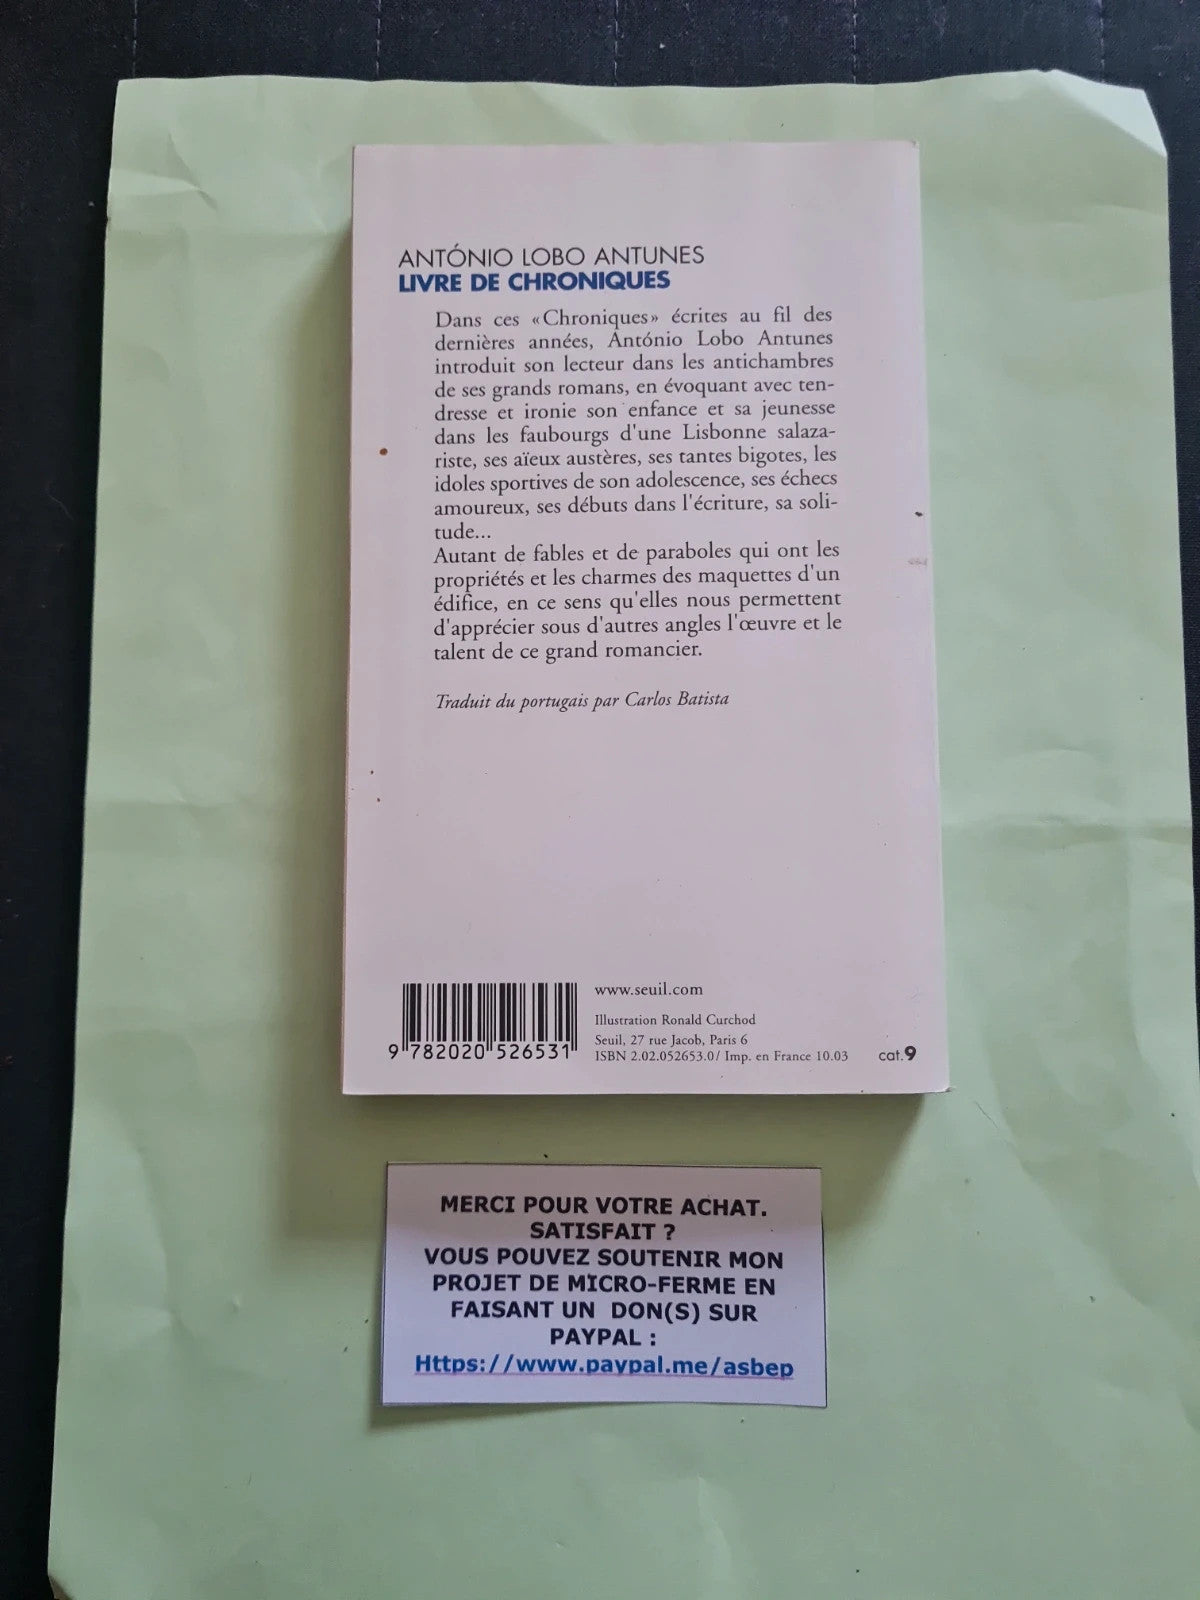 ANTÓNIO LOBO ANTUNES
LIVRE DE CHRONIQUES
Dans ces «Chroniques» écrites au fil des
dernières années, António Lobo Antunes
introduit son lecteur dans les antichambres
de ses grands romans, en évoquant avec ten-
dresse et ironie son enfance et sa jeunesse
dans les faubourgs d'une Lisbonne salaza-
riste, ses aïeux austères, ses tantes bigotes, les
idoles sportives de son adolescence, ses échecs
amoureux, ses débuts dans l'écriture, sa soli-
tude...
Autant de fables et de paraboles qui ont les
propriétés et les charmes des maquettes d'un
édifice, en ce sens qu'elles nous permettent
d'apprécier sous d'autres angles l'œuvre et le
talent de ce grand romancier.
Traduit du portugais par Carlos Batista
9 782020 526531
www.seuil.com
Illustration Ronald Curchod
Seuil, 27 rue Jacob, Paris 6
ISBN 2.02.052653.0/ Imp. en France 10.03
cat.9
MERCI POUR VOTRE ACHAT.
SATISFAIT ?
VOUS POUVEZ SOUTENIR MON
PROJET DE MICRO-FERME EN
FAISANT UN DON(S) SUR
PAYPAL :
Https://www.paypal.me/asbep